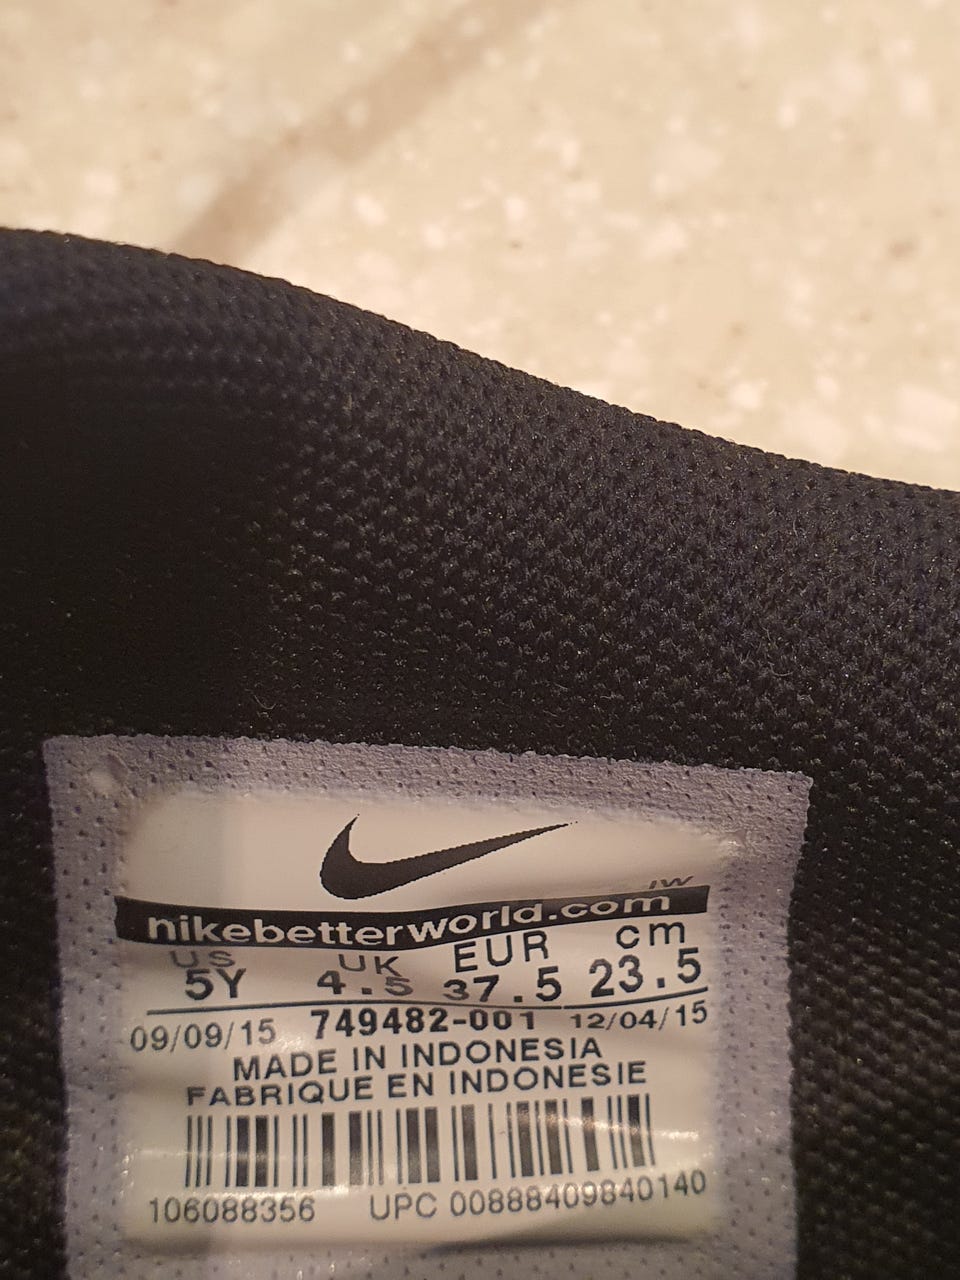 IW
nikebetterworld.com
US UK EUR cm
5Y 4.5 37.5 23.5
09/09/15 749482-001 12/04/15
MADE IN INDONESIA
FABRIQUE EN INDONESIE
106088356 UPC 00888409840140